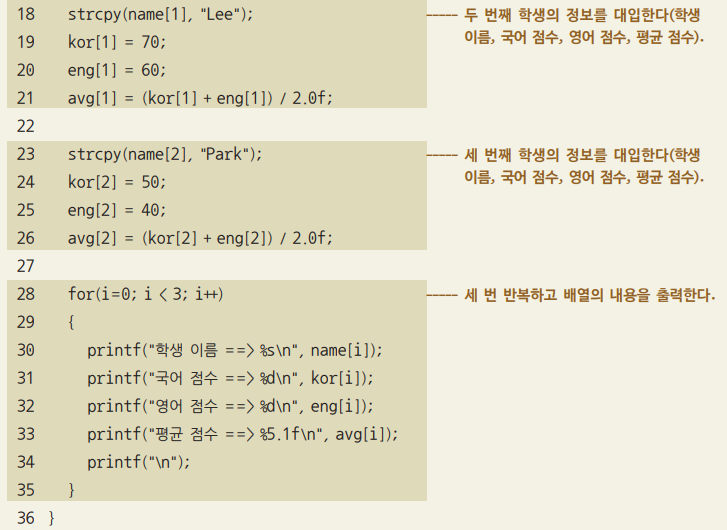 18 strcpy(name[1], "Lee"); ----- 두 번째 학생의 정보를 대입한다(학생
19 kor[1] = 70; 이름, 국어 점수, 영어 점수, 평균 점수).
20 eng[1] = 60;
21 avg[1] = (kor[1] + eng[1]) / 2.0f;
22
23 strcpy(name[2], "Park"); ----- 세 번째 학생의 정보를 대입한다(학생
24 kor[2] = 50; 이름, 국어 점수, 영어 점수, 평균 점수).
25 eng[2] = 40;
26 avg[2] = (kor[2] + eng[2]) / 2.0f;
27
28 for(i=0; i < 3; i++) ----- 세 번 반복하고 배열의 내용을 출력한다.
29 {
30 printf("학생 이름 ==> %s\n", name[i]);
31 printf("국어 점수 ==> %d\n", kor[i]);
32 printf("영어 점수 ==> %d\n", eng[i]);
33 printf("평균 점수 ==> %5.1f\n", avg[i]);
34 printf("\n");
35 }
36 }